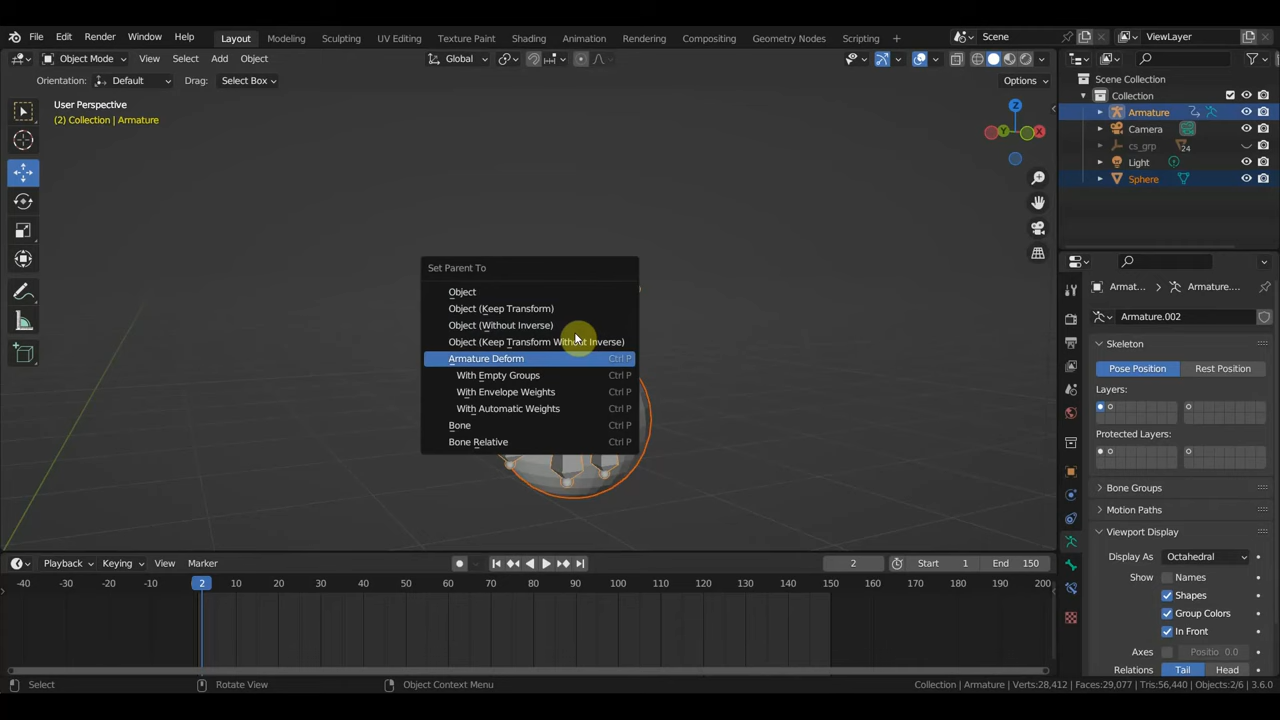 File Edit Render Window Help Layout Modeling Sculpting UV Editing Texture Paint Shading Animation Rendering Compositing Geometry Nodes Scripting + Scene ViewLayer
Object Mode View Select Add Object Global Options
Orientation: Default Drag: Select Box
User Perspective
(2) Collection | Armature
Z
Y
X
Scene Collection
Collection
Armature
Camera
cs_grp 24
Light
Sphere
Set Parent To
Object
Object (Keep Transform)
Object (Without Inverse)
Object (Keep Transform Without Inverse)
Armature Deform Ctrl P
With Empty Groups Ctrl P
With Envelope Weights Ctrl P
With Automatic Weights Ctrl P
Bone Ctrl P
Bone Relative Ctrl P
Armat... Armature....
Armature.002
Skeleton
Pose Position Rest Position
Layers:
Protected Layers:
Bone Groups
Motion Paths
Viewport Display
Display As Octahedral
Show Names
Shapes
Group Colors
In Front
Axes Positio 0.0
Relations Tail Head
Playback Keying View Marker 2 Start 1 End 150
-40 -30 -20 -10 2 10 20 30 40 50 60 70 80 90 100 110 120 130 140 150 160 170 180 190 200
Select Rotate View Object Context Menu Collection | Armature | Verts:28,412 | Faces:29,077 | Tris:56,440 | Objects:2/6 | 3.6.0